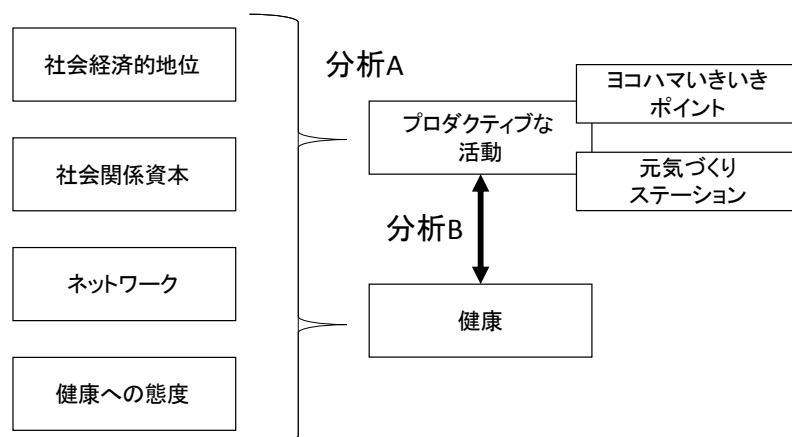 社会経済的地位
社会関係資本
ネットワーク
健康への態度
分析A
プロダクティブな
活動
ヨコハマいきいき
ポイント
元気づくり
ステーション
分析B
健康